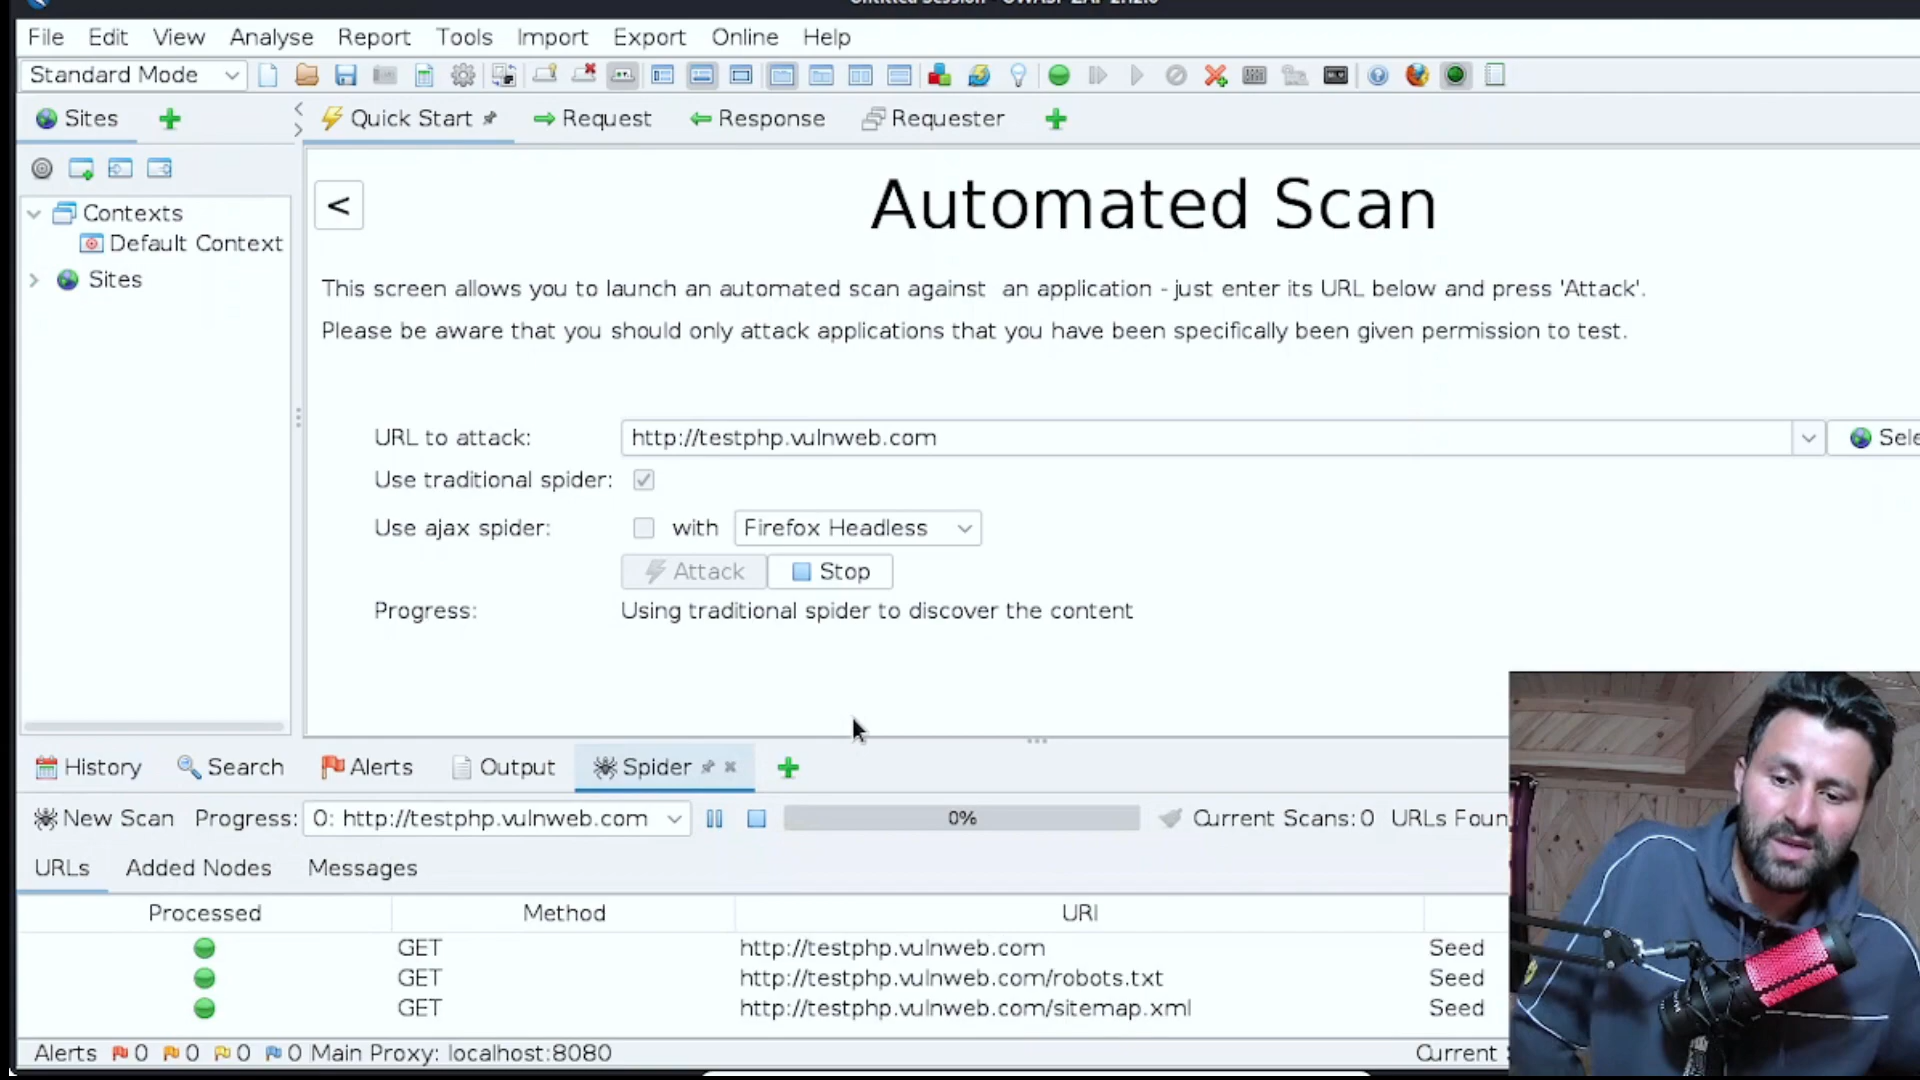 File Edit View Analyse Report Tools Import Export Online Help
Standard Mode
Sites Quick Start Request Response Requester
<
Automated Scan
Contexts
Default Context
Sites
This screen allows you to launch an automated scan against an application - just enter its URL below and press 'Attack'.
Please be aware that you should only attack applications that you have been specifically been given permission to test.
URL to attack: http://testphp.vulnweb.com
Use traditional spider:
Use ajax spider: with Firefox Headless
Attack Stop
Progress: Using traditional spider to discover the content
History Search Alerts Output Spider
New Scan Progress: 0: http://testphp.vulnweb.com 0% Current Scans: 0 URLs
URLs Added Nodes Messages
Processed Method URI
GET http://testphp.vulnweb.com Seed
GET http://testphp.vulnweb.com/robots.txt Seed
GET http://testphp.vulnweb.com/sitemap.xml Seed
Alerts 0 0 0 0 Main Proxy: localhost:8080 Current